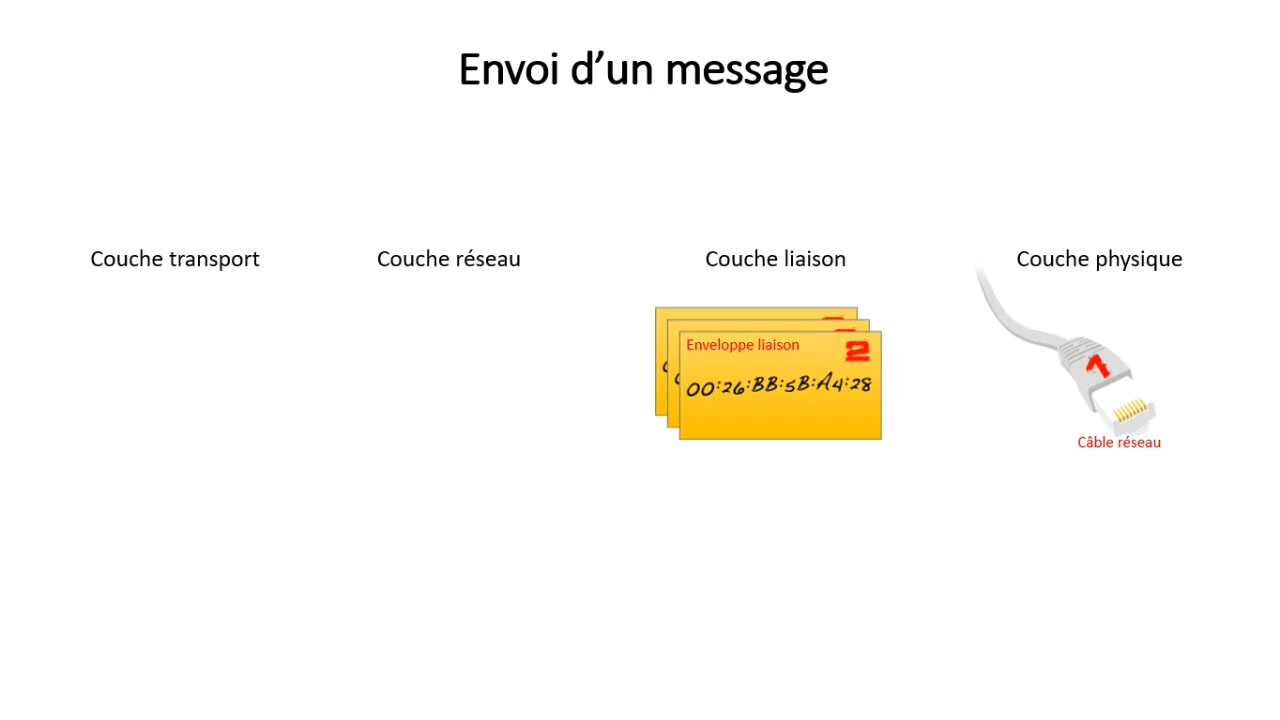 Envoi d’un message
Couche transport
Couche réseau
Couche liaison
Couche physique
Enveloppe liaison
2
00:26:BB:5B:A4:28
1
Câble réseau